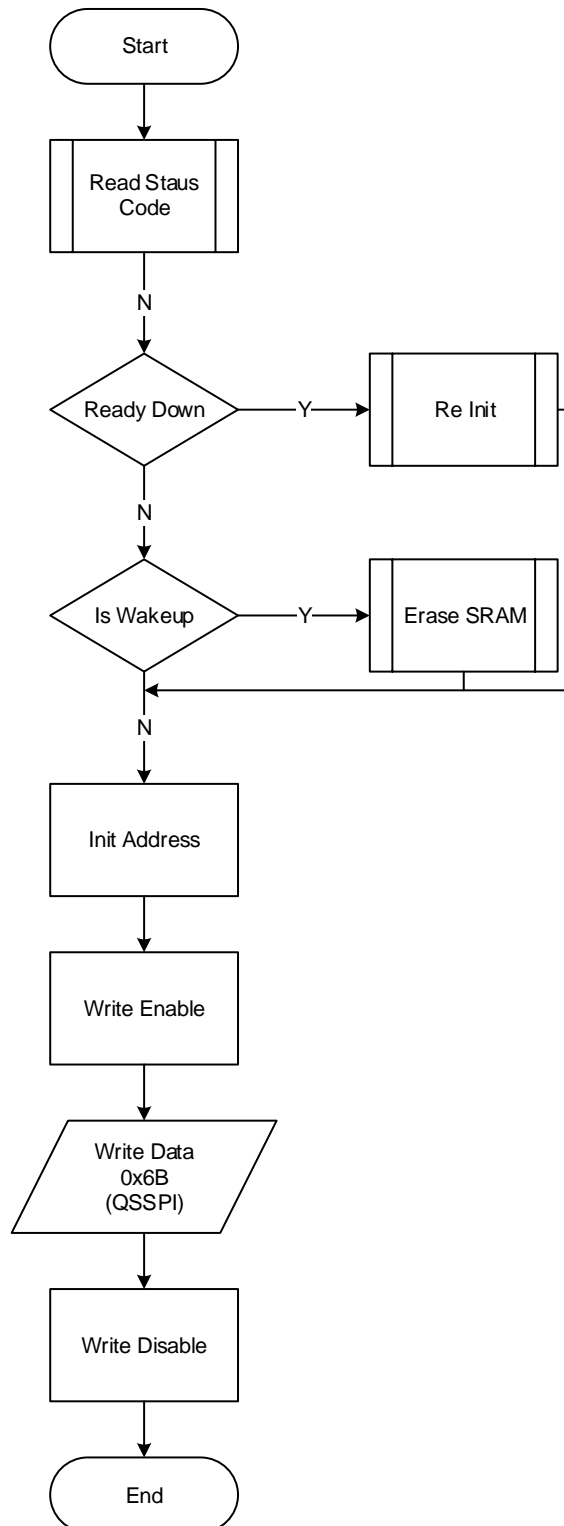 Start
Read Staus
Code
N
Ready Down
Y
Re Init
N
Is Wakeup
Y
Erase SRAM
N
Init Address
Write Enable
Write Data
0x6B
(QSSPI)
Write Disable
End